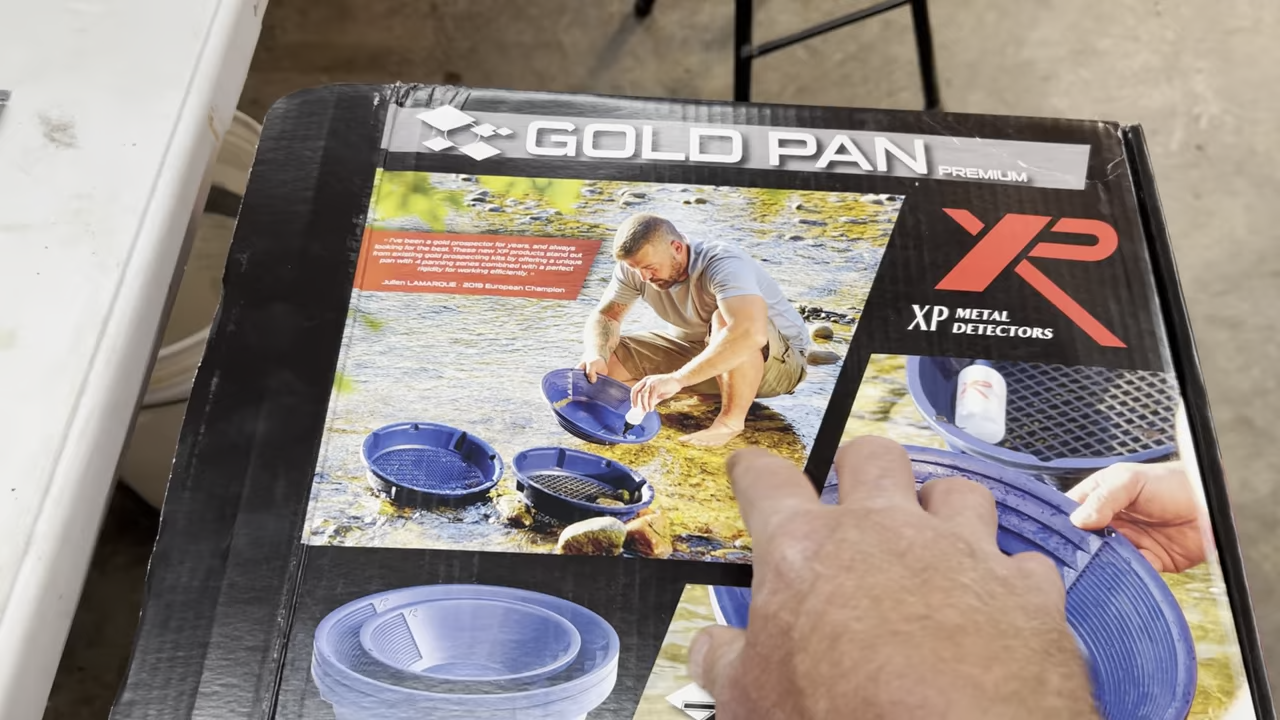 GOLD PAN PREMIUM
« I've been a gold prospector for years, and always
looking for the best. These new XP products stand out
from existing gold prospecting kits by offering a unique
pan with 4 panning zones combined with a perfect
rigidity for working efficiently. »
Julien LAMARQUE - 2019 European Champion
XP
XP METAL
DETECTORS